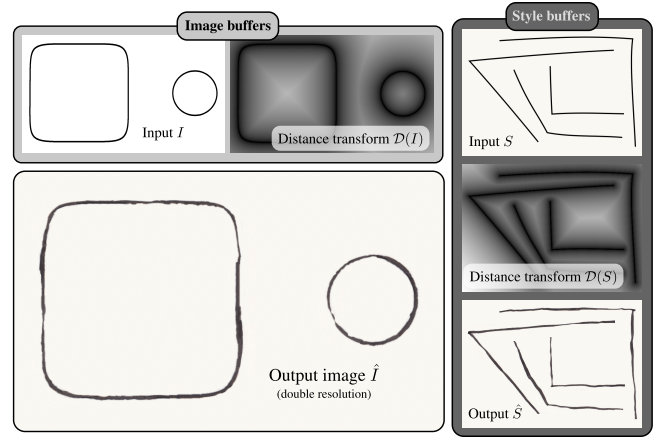 Image buffers
Input I
Distance transform D(I)
Output image Î
(double resolution)
Style buffers
Input S
Distance transform D(S)
Output Ŝ